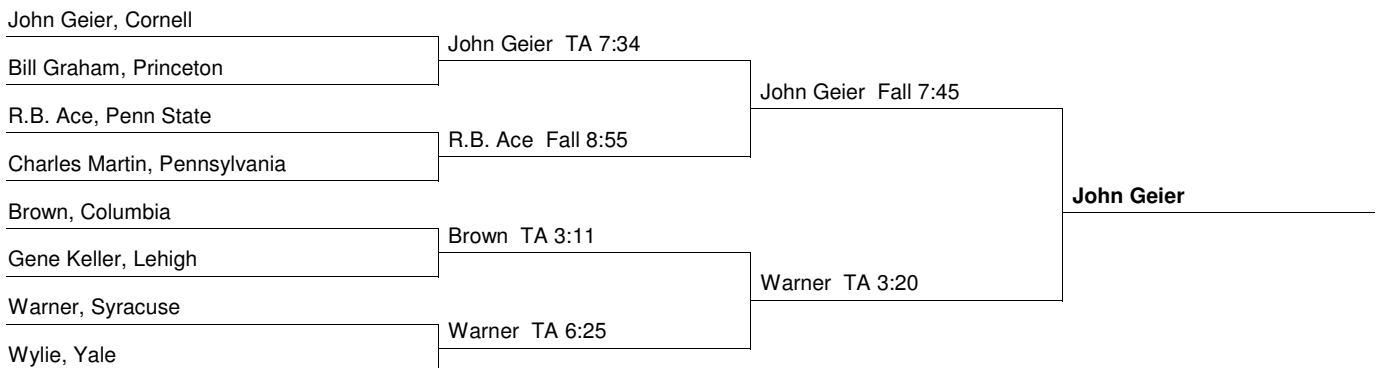 John Geier, Cornell
John Geier  TA 7:34
Bill Graham, Princeton
John Geier  Fall 7:45
R.B. Ace, Penn State
R.B. Ace  Fall 8:55
Charles Martin, Pennsylvania
John Geier
Brown, Columbia
Brown  TA 3:11
Gene Keller, Lehigh
Warner  TA 3:20
Warner, Syracuse
Warner  TA 6:25
Wylie, Yale